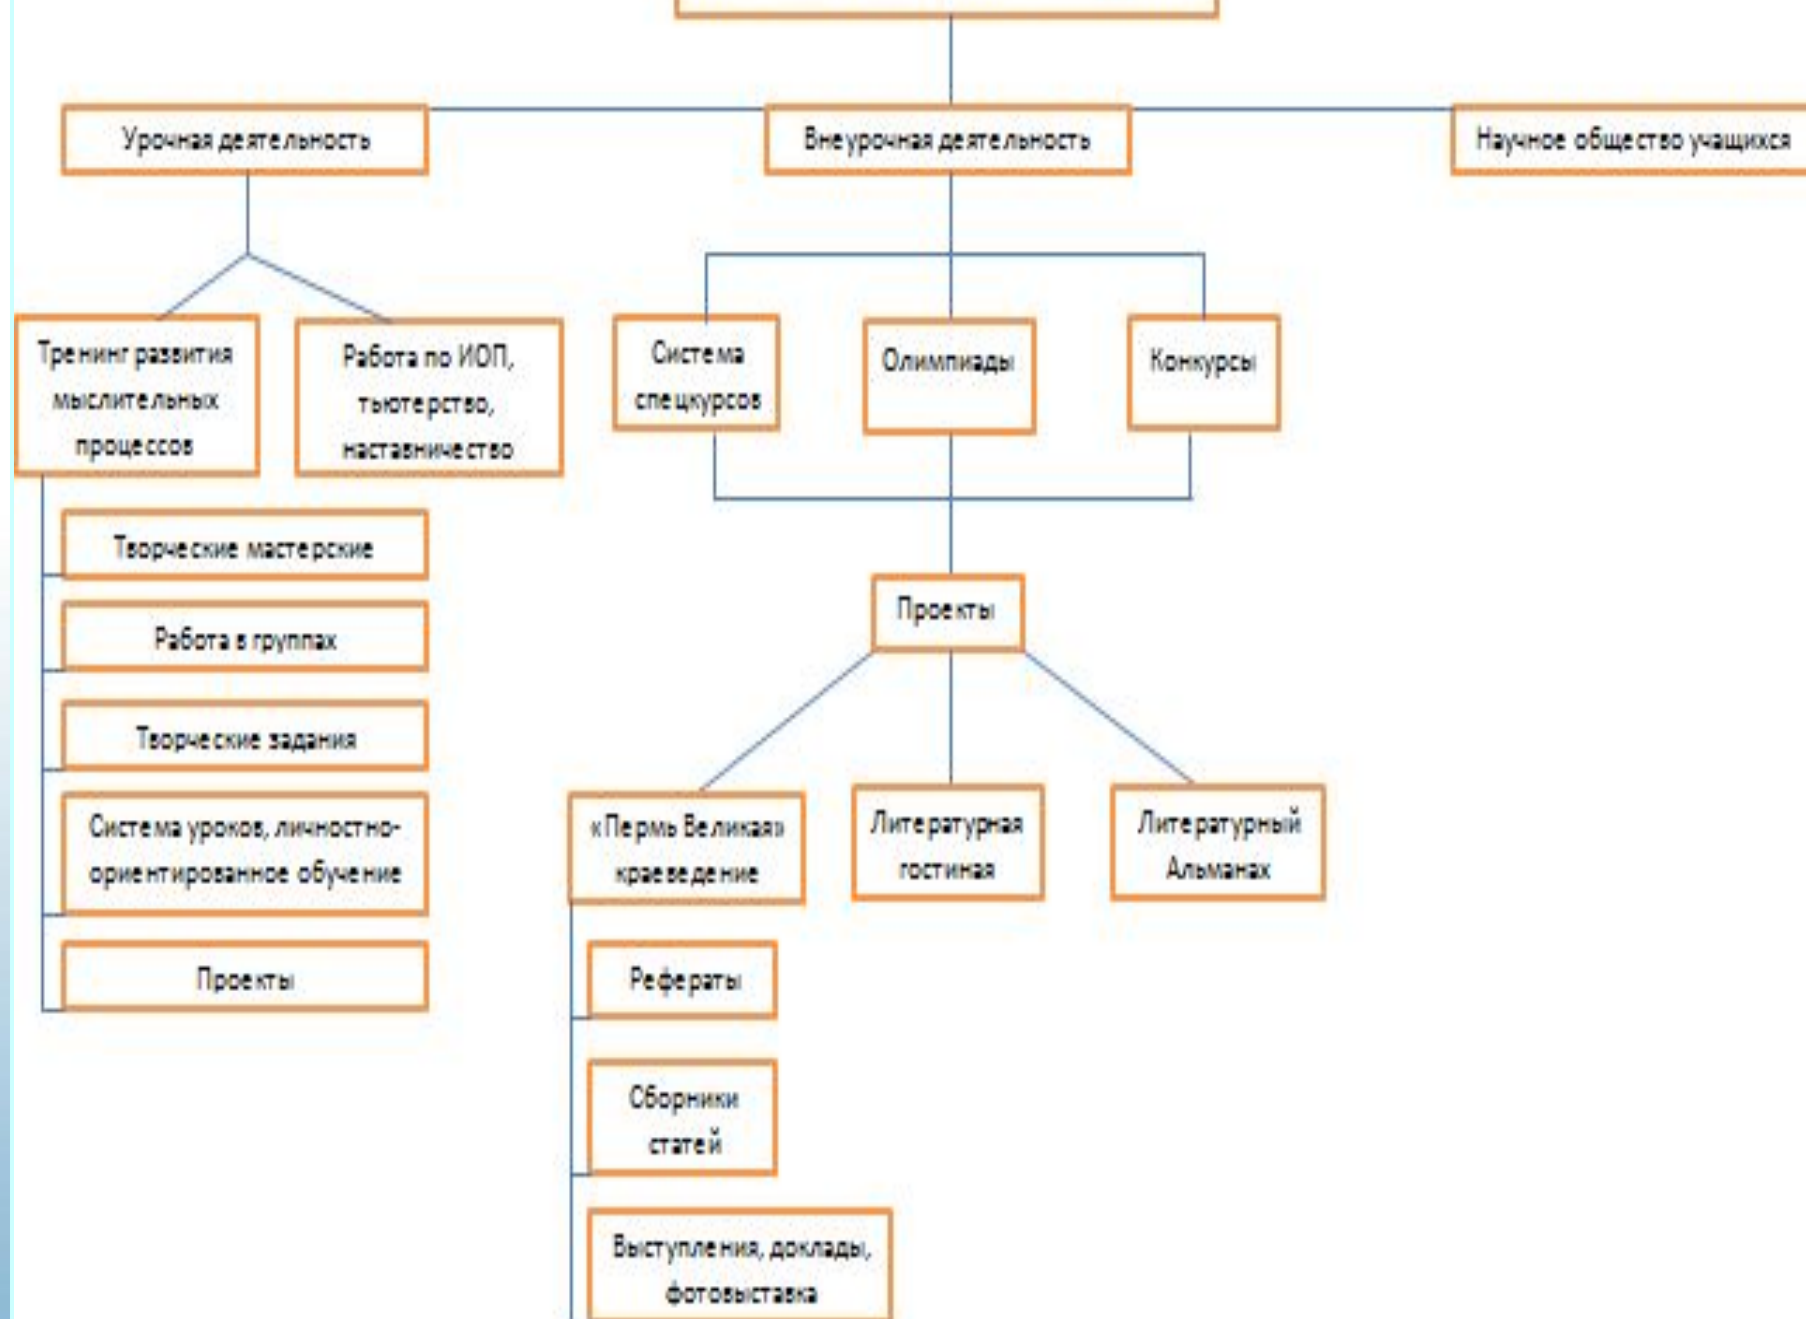 Урочная деятельность
Внеурочная деятельность
Научное общество учащихся
Тренинг развития
мыслительных
процессов
Работа по ИОП,
тьютерство,
наставничество
Система
спецкурсов
Олимпиады
Конкурсы
Творческие мастерские
Работа в группах
Творческие задания
Система уроков, личностно-
ориентированное обучение
Проекты
Проекты
«Пермь Великая»
краеведение
Литературная
гостиная
Литературный
Альманах
Рефераты
Сборники
статей
Выступления, доклады,
фотовыставка